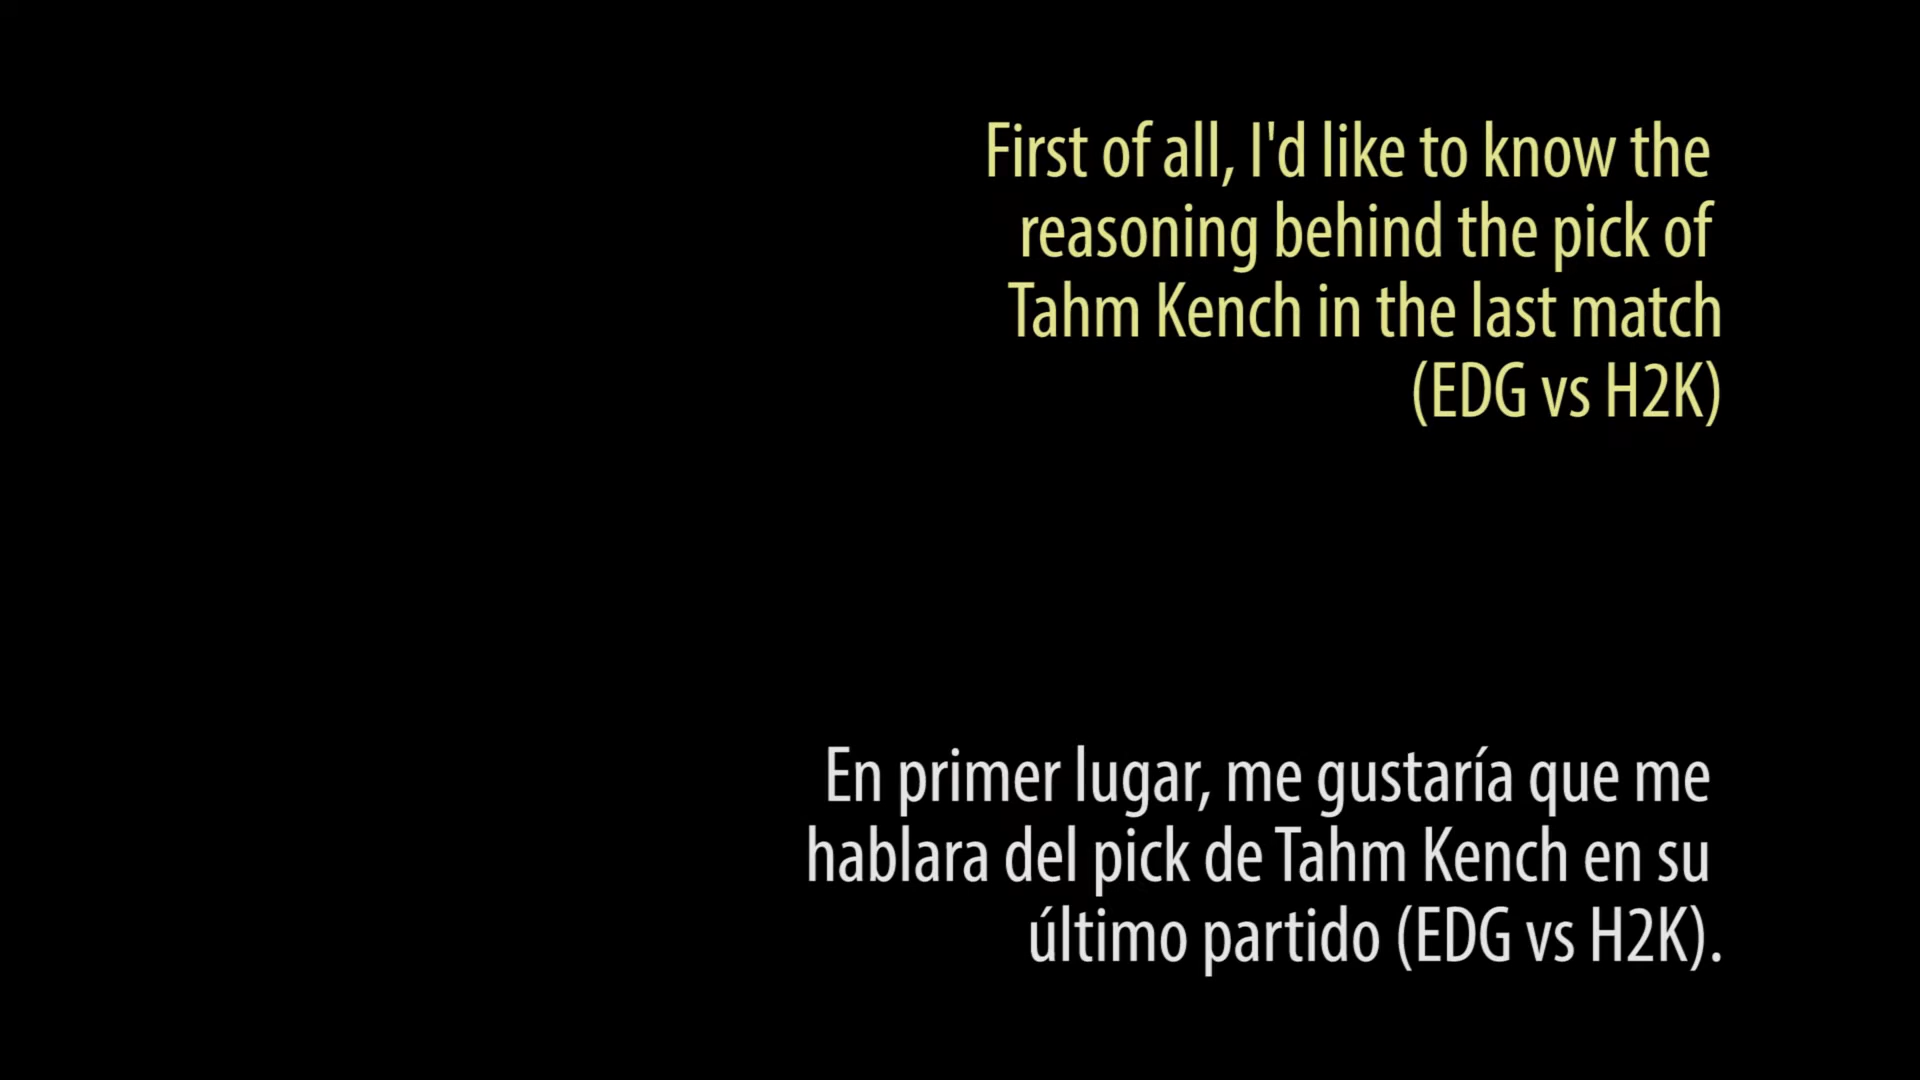 First of all, I'd like to know the
reasoning behind the pick of
Tahm Kench in the last match
(EDG vs H2K)
En primer lugar, me gustaría que me
hablara del pick de Tahm Kench en su
último partido (EDG vs H2K).